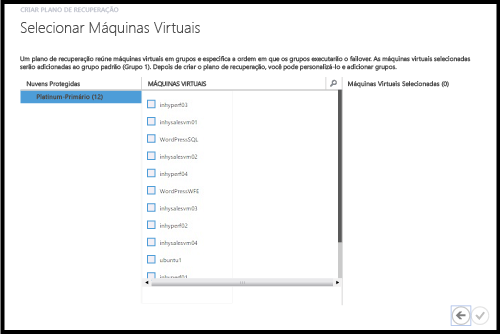 CRIAR PLANO DE RECUPERAÇÃO
Selecionar Máquinas Virtuais
Um plano de recuperação reúne máquinas virtuais em grupos e especifica a ordem em que os grupos executarão o failover. As máquinas virtuais selecionadas
serão adicionadas ao grupo padrão (Grupo 1). Depois de criar o plano de recuperação, você pode personalizá-lo e adicionar grupos.
Nuvens Protegidas
MÁQUINAS VIRTUAIS
Máquinas Virtuais Selecionadas (0)
Platinum-Primário (12)
inhyperf03
inhysalesvm01
WordPressSQL
inhysalesvm02
inhyperf04
WordPressWFE
inhysalesvm03
inhyperf02
inhysalesvm04
ubuntu1
inhyperf01